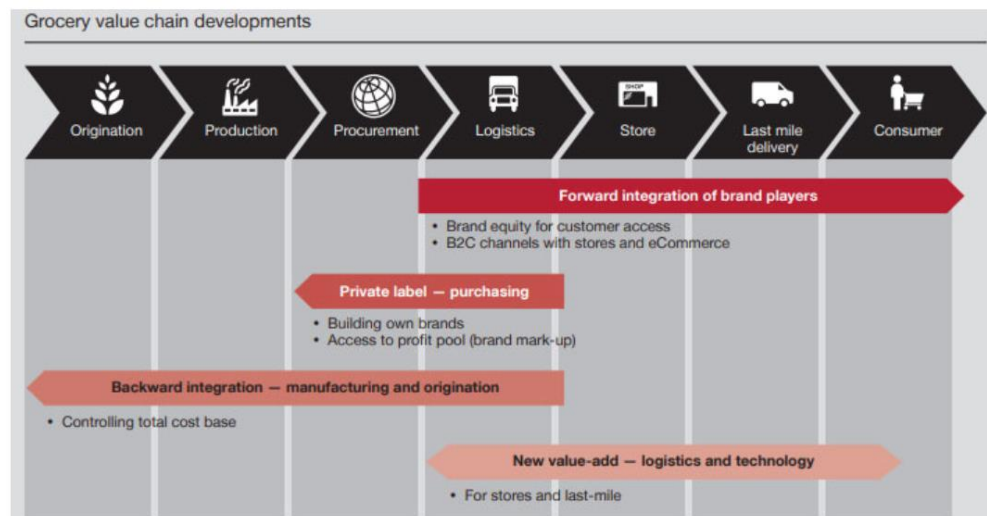 Grocery value chain developments
Origination
Production
Procurement
Logistics
SHOP
Store
Last mile
delivery
Consumer
Forward integration of brand players
• Brand equity for customer access
• B2C channels with stores and eCommerce
Private label — purchasing
• Building own brands
• Access to profit pool (brand mark-up)
Backward integration — manufacturing and origination
• Controlling total cost base
New value-add — logistics and technology
• For stores and last-mile